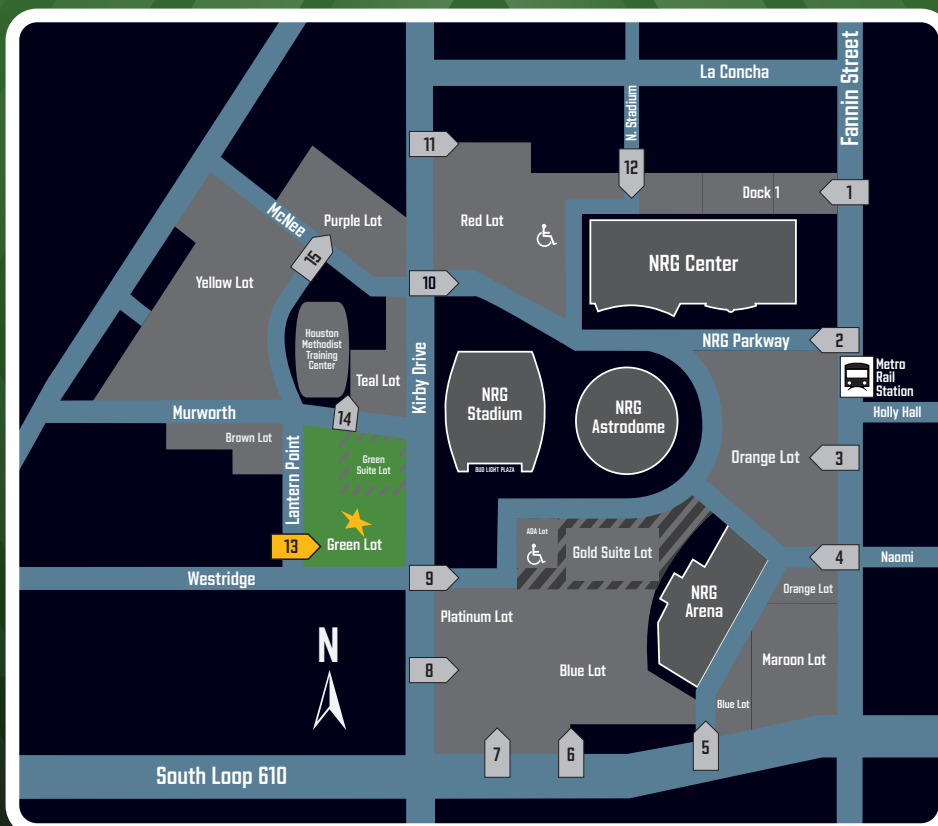 La Concha
Fannin Street
N. Stadium
11
12
Dock 1
1
McNee
Purple Lot
Red Lot
15
NRG Center
Yellow Lot
10
Houston
Methodist
Training
Center
Kirby Drive
NRG Parkway
2
Metro
Rail
Station
Teal Lot
NRG
Stadium
NRG
Astrodome
Murworth
14
Holly Hall
Brown Lot
Lantern Point
Green
Suite Lot
BUD LIGHT PLAZA
Orange Lot
3
ADA Lot
Gold Suite Lot
13
Green Lot
4
Naomi
Westridge
9
NRG
Arena
Orange Lot
Platinum Lot
N
8
Blue Lot
Maroon Lot
Blue Lot
7
6
5
South Loop 610